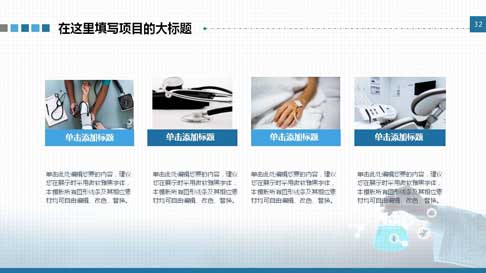 在这里填写项目的大标题
32
单击添加标题
单击添加标题
单击添加标题
单击添加标题
单击此处编辑您要的内容，建议
您在展示时采用微软雅黑字体，
本模板所有图形线条及其相应素
材均可自由编辑、改色、替换。
单击此处编辑您要的内容，建议
您在展示时采用微软雅黑字体，
本模板所有图形线条及其相应素
材均可自由编辑、改色、替换。
单击此处编辑您要的内容，建议
您在展示时采用微软雅黑字体，
本模板所有图形线条及其相应素
材均可自由编辑、改色、替换。
单击此处编辑您要的内容，建议
您在展示时采用微软雅黑字体，
本模板所有图形线条及其相应素
材均可自由编辑、改色、替换。